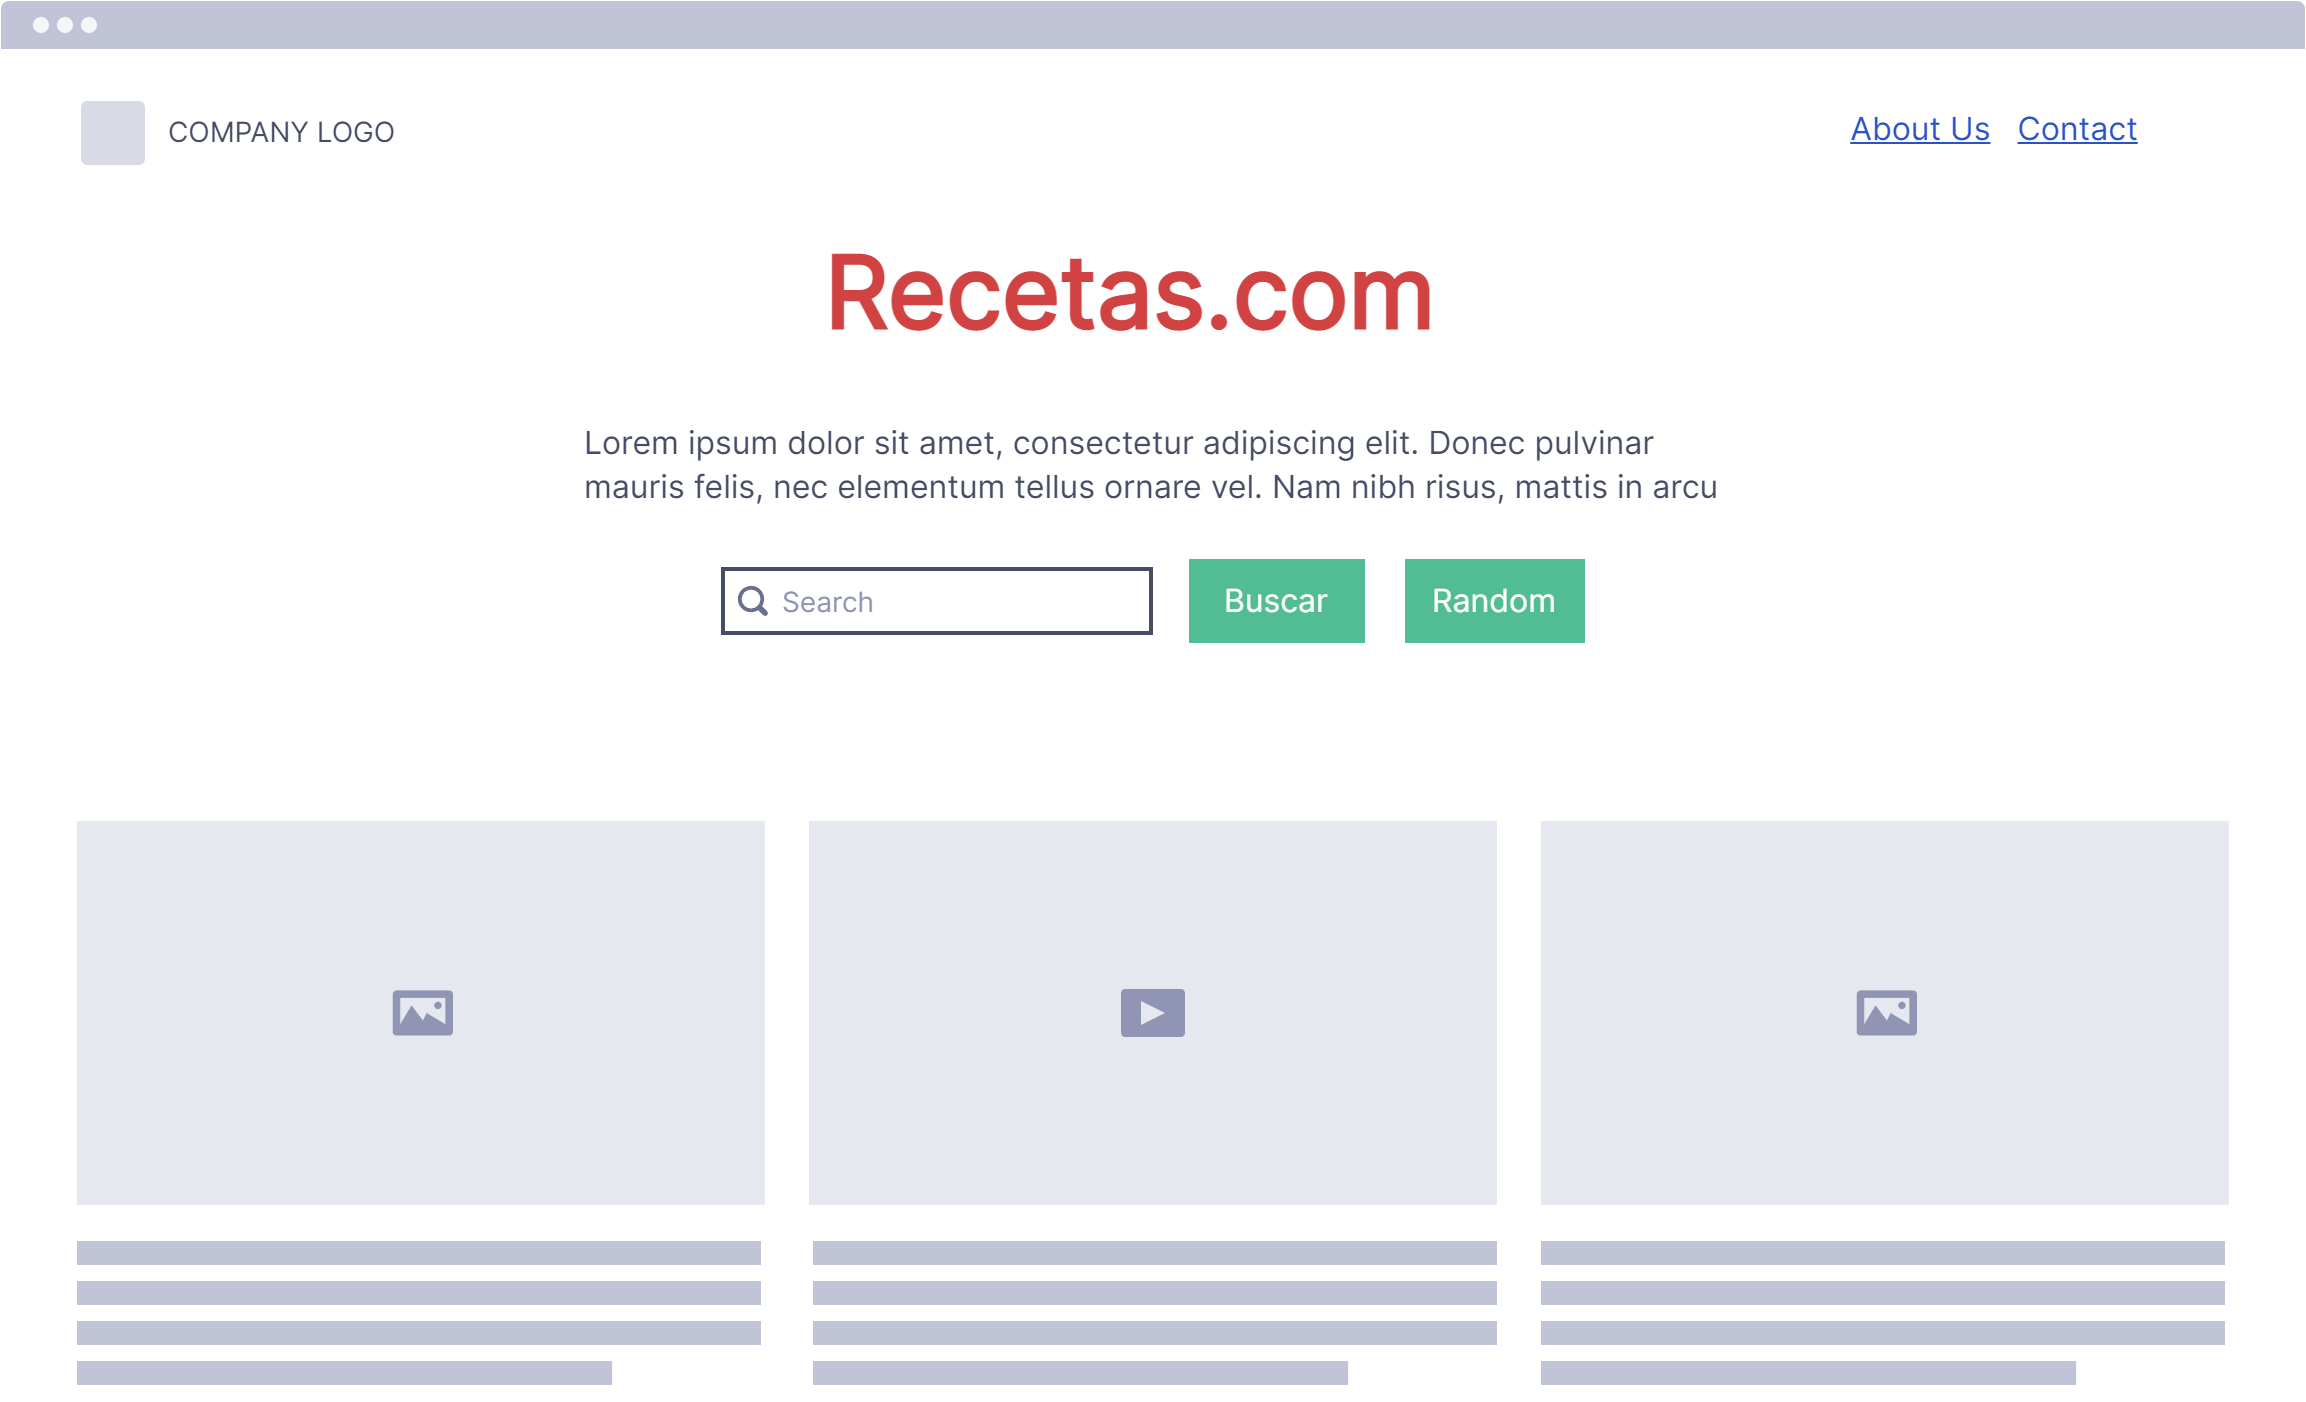 COMPANY LOGO
About Us Contact
Recetas.com
Lorem ipsum dolor sit amet, consectetur adipiscing elit. Donec pulvinar
mauris felis, nec elementum tellus ornare vel. Nam nibh risus, mattis in arcu
Search
Buscar
Random